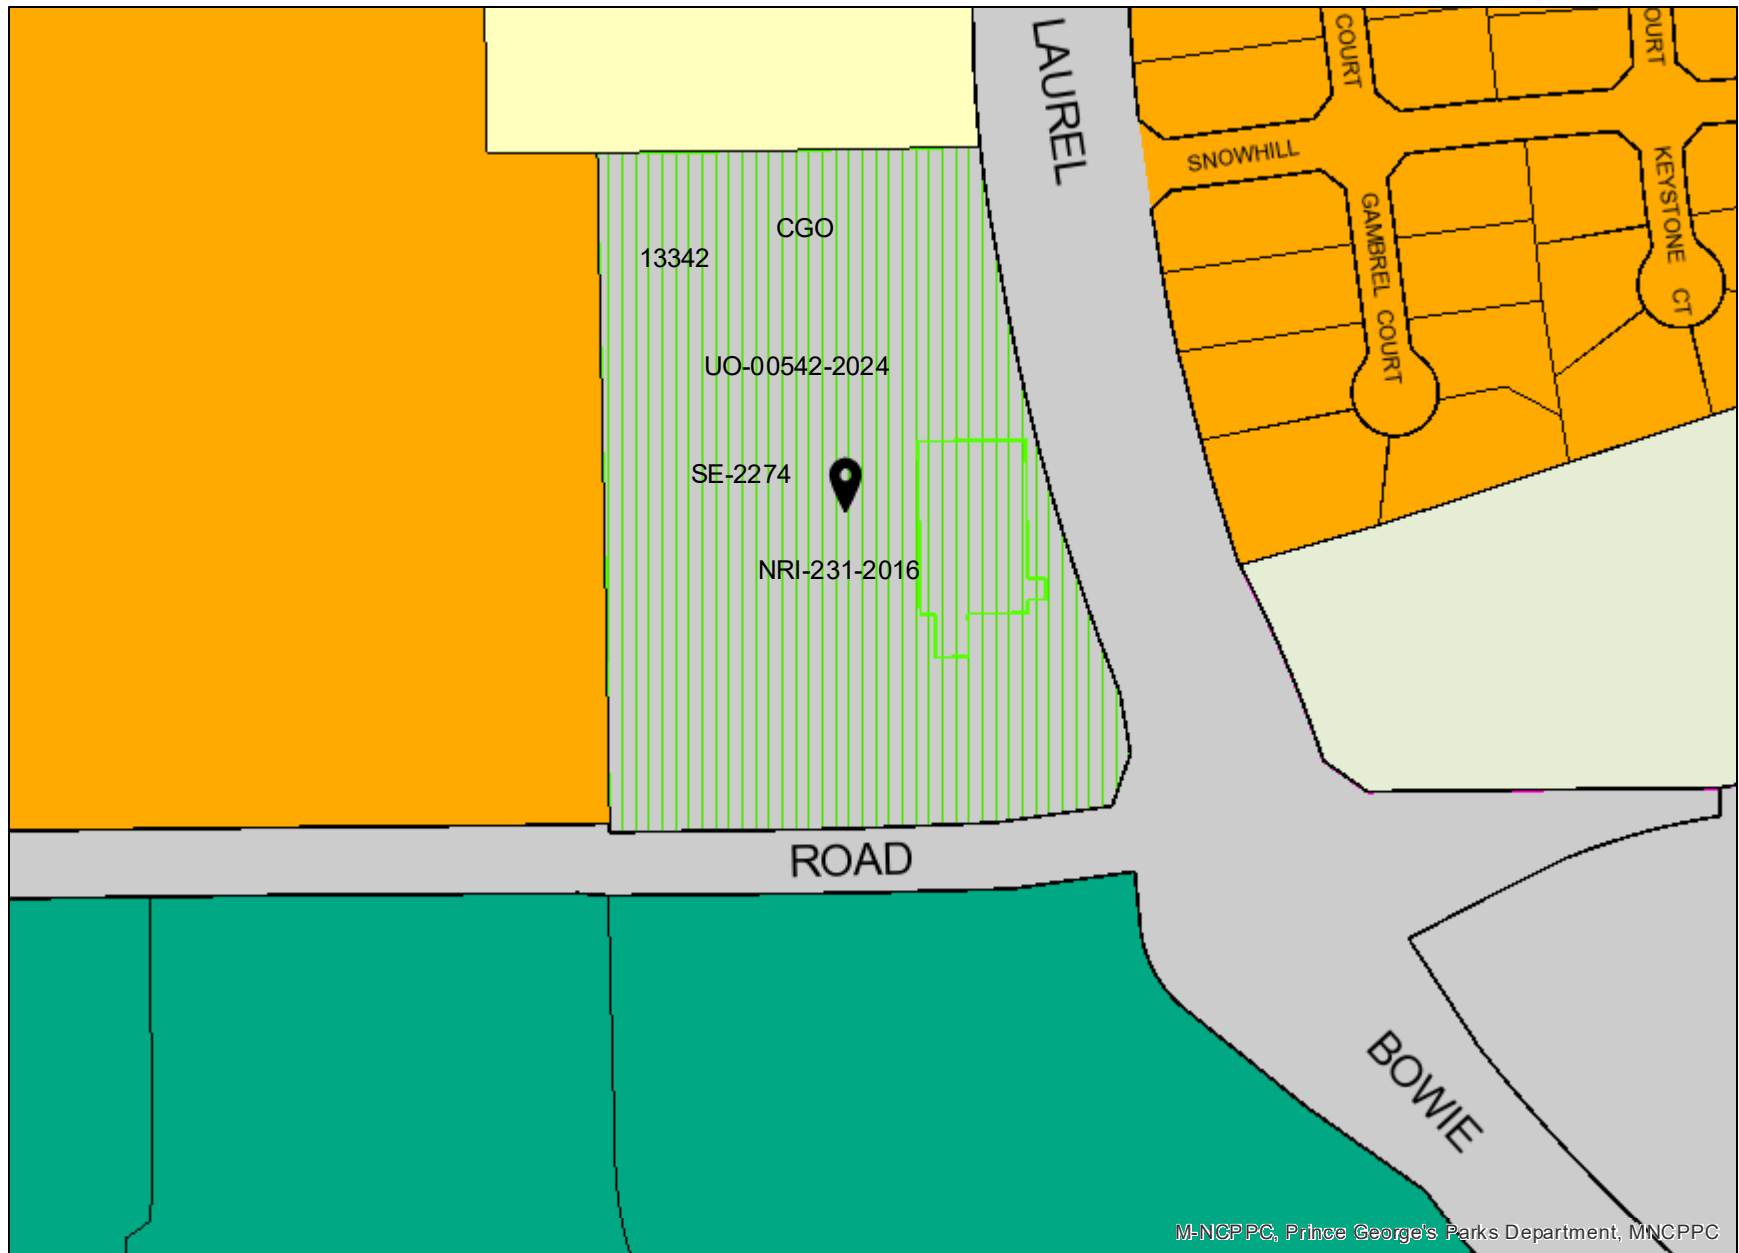 LAUREL
COURT
OURT
SNOWHILL
KEYSTONE CT
GAMBREL COURT
CGO
13342
UO-00542-2024
SE-2274
NRI-231-2016
ROAD
BOWIE
M-NCPPC, Prince George's Parks Department, MNCPPC